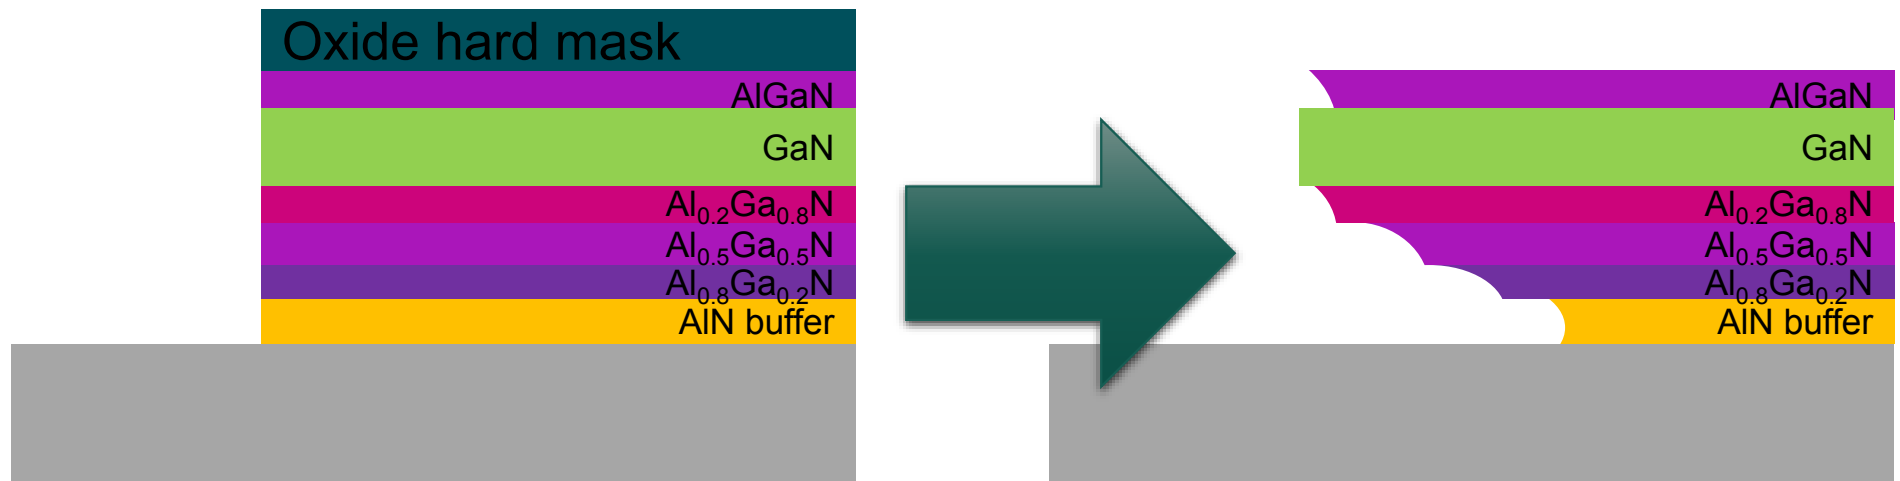 Oxide hard mask
AlGaN
GaN
Al0.2Ga0.8N
Al0.5Ga0.5N
Al0.8Ga0.2N
AlN buffer
AlGaN
GaN
Al0.2Ga0.8N
Al0.5Ga0.5N
Al0.8Ga0.2N
AlN buffer